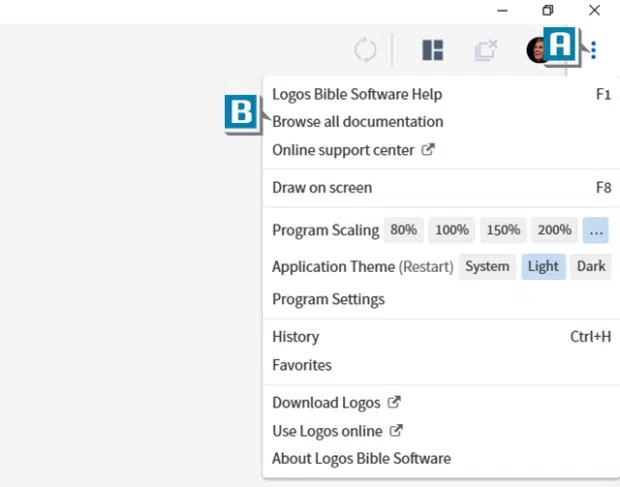 A
Logos Bible Software Help F1
B
Browse all documentation
Online support center
Draw on screen F8
Program Scaling 80% 100% 150% 200% ...
Application Theme (Restart) System Light Dark
Program Settings
History Ctrl+H
Favorites
Download Logos
Use Logos online
About Logos Bible Software